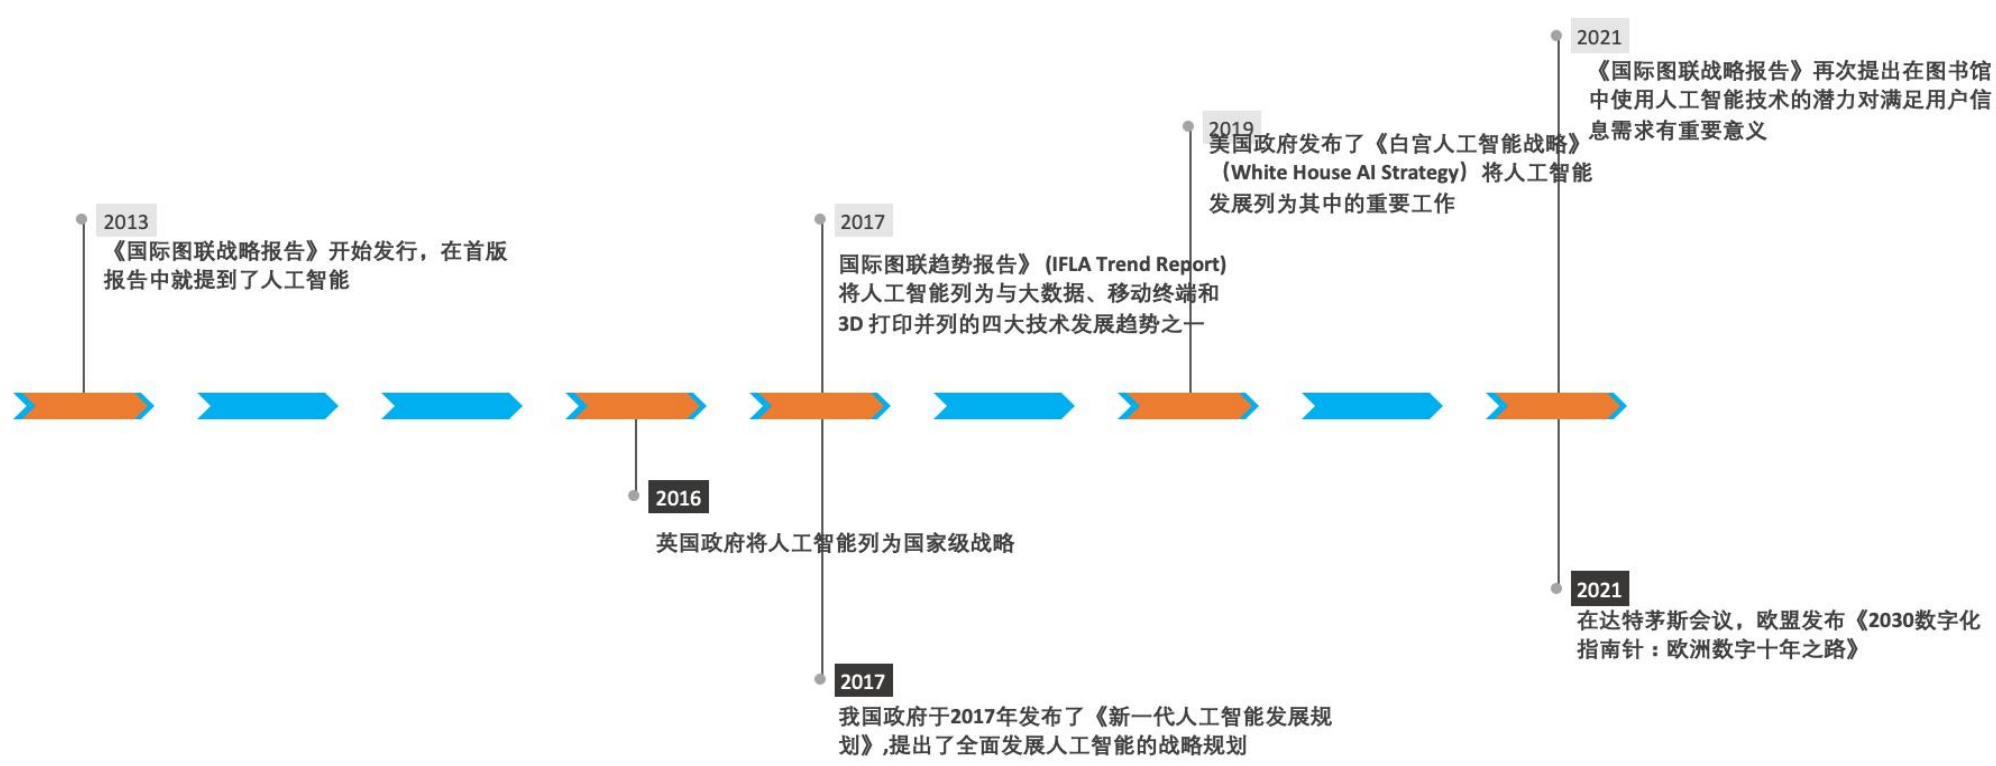 2013
《国际图联战略报告》开始发行，在首版
报告中就提到了人工智能
2016
英国政府将人工智能列为国家级战略
2017
国际图联趋势报告》 (IFLA Trend Report)
将人工智能列为与大数据、移动终端和
3D 打印并列的四大技术发展趋势之一
2017
我国政府于2017年发布了《新一代人工智能发展规
划》,提出了全面发展人工智能的战略规划
2019
美国政府发布了《白宫人工智能战略》
（White House AI Strategy）将人工智能
发展列为其中的重要工作
2021
《国际图联战略报告》再次提出在图书馆
中使用人工智能技术的潜力对满足用户信
息需求有重要意义
2021
在达特茅斯会议，欧盟发布《2030数字化
指南针：欧洲数字十年之路》